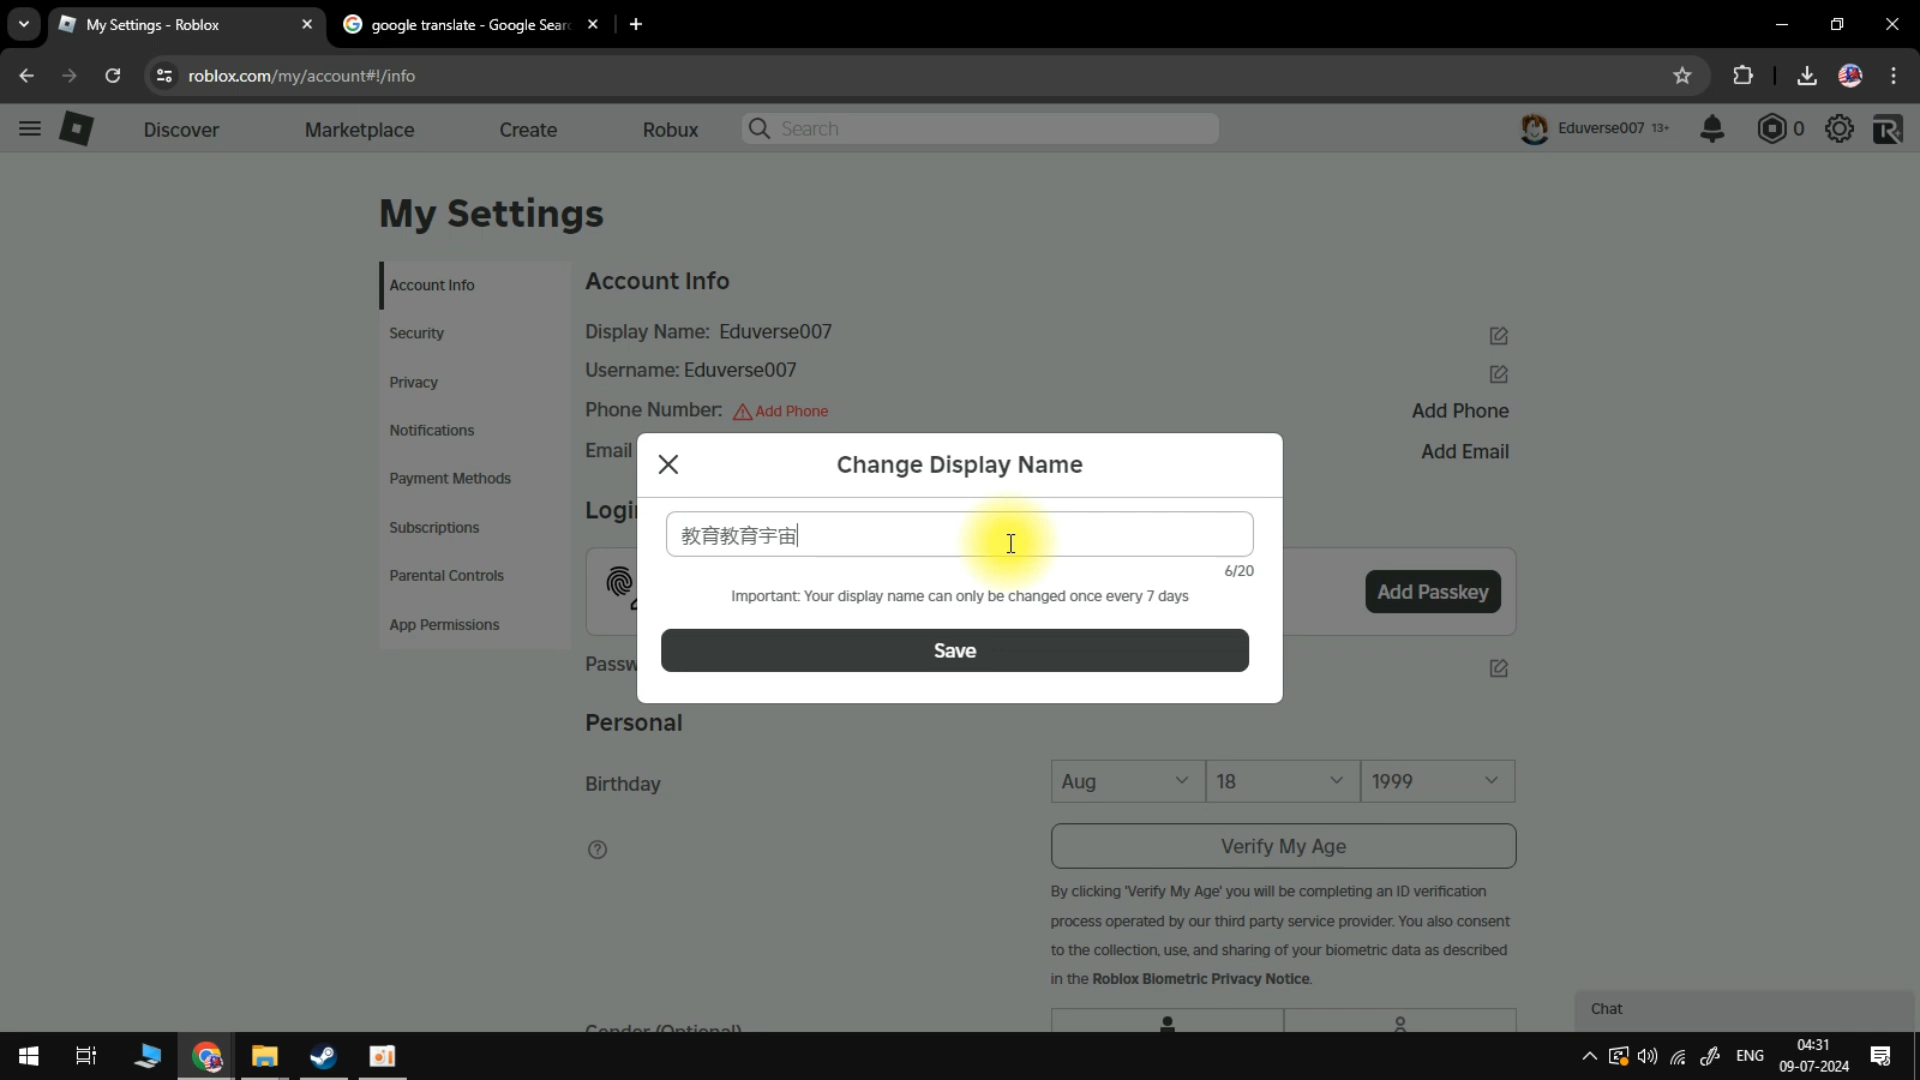 My Settings - Roblox
google translate - Google Sear
roblox.com/my/account#!/info
Discover
Marketplace
Create
Robux
Search
Eduverse007 13+
0
My Settings
Account Info
Security
Privacy
Notifications
Payment Methods
Subscriptions
Parental Controls
App Permissions
Account Info
Display Name: Eduverse007
Username: Eduverse007
Phone Number: Add Phone
Add Phone
Email
Add Email
Change Display Name
教育教育宇宙
6/20
Important: Your display name can only be changed once every 7 days
Save
Logi
Add Passkey
Passw
Personal
Birthday
Aug
18
1999
Verify My Age
By clicking 'Verify My Age' you will be completing an ID verification
process operated by our third party service provider. You also consent
to the collection, use, and sharing of your biometric data as described
in the Roblox Biometric Privacy Notice.
Gender (Optional)
Chat
ENG
04:31
09-07-2024